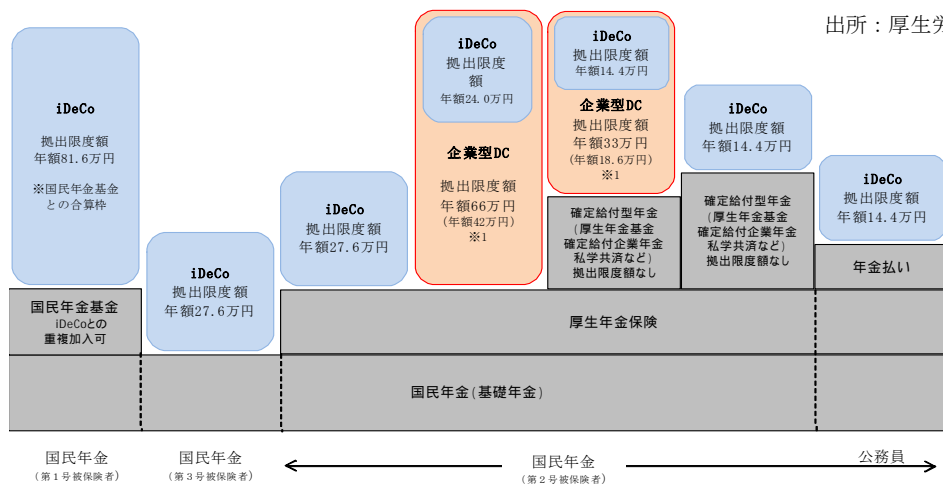 出所：厚生労
iDeCo
拠出限度額
年額81.6万円
※国民年金基金
との合算枠
iDeCo
拠出限度額
年額27.6万円
iDeCo
拠出限度額
年額27.6万円
iDeCo
拠出限度
額
年額24.0万円
企業型DC
拠出限度額
年額66万円
(年額42万円)
※1
iDeCo
拠出限度額
年額14.4万円
企業型DC
拠出限度額
年額33万円
(年額18.6万円)
※1
確定給付型年金
(厚生年金基金
確定給付企業年金
私学共済など)
拠出限度額なし
iDeCo
拠出限度額
年額14.4万円
確定給付型年金
(厚生年金基金
確定給付企業年金
私学共済など)
拠出限度額なし
iDeCo
拠出限度額
年額14.4万円
年金払い
国民年金基金
iDeCoとの
重複加入可
厚生年金保険
国民年金(基礎年金)
国民年金
(第1号被保険者)
国民年金
(第3号被保険者)
国民年金
(第2号被保険者)
公務員